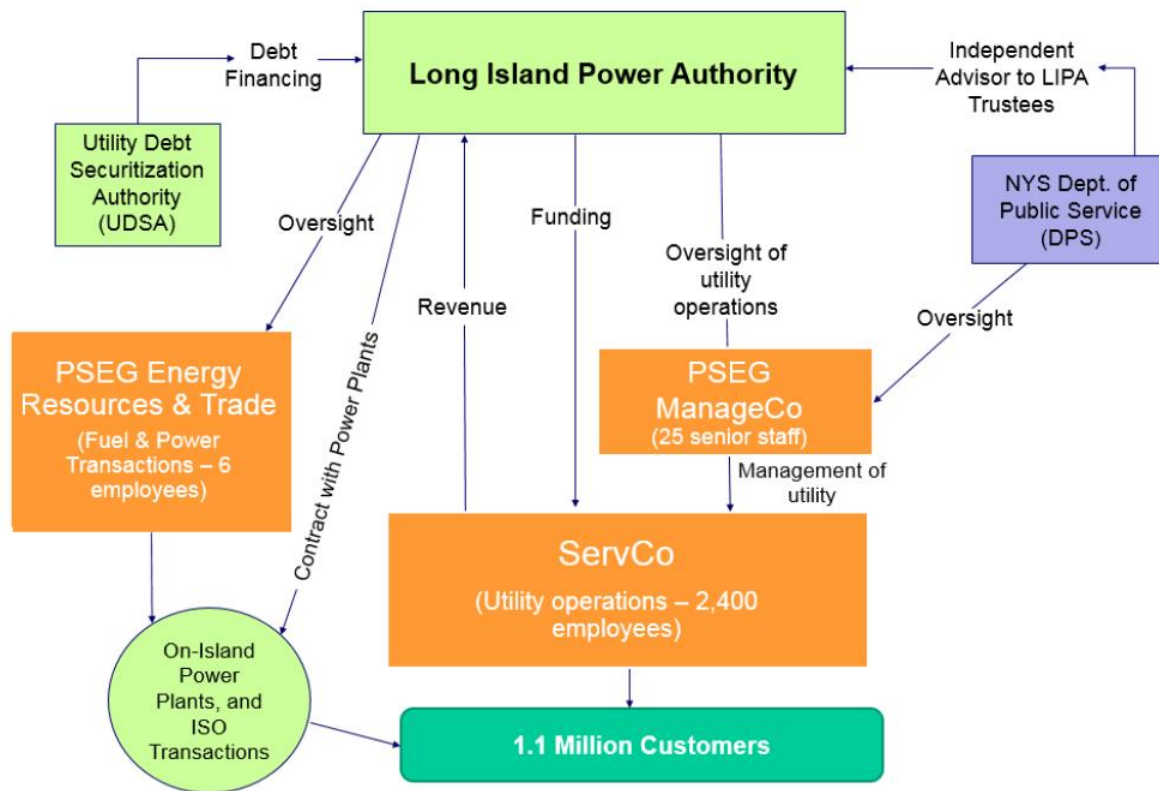 Debt
Financing
Long Island Power Authority
Independent
Advisor to LIPA
Trustees
Utility Debt
Securitization
Authority
(UDSA)
NYS Dept. of
Public Service
(DPS)
Oversight
Funding
Oversight of
utility
operations
Revenue
Oversight
Contract with Power Plants
PSEG Energy
Resources & Trade
(Fuel & Power
Transactions – 6
employees)
PSEG
ManageCo
(25 senior staff)
Management of
utility
ServCo
(Utility operations – 2,400
employees)
On-Island
Power
Plants, and
ISO
Transactions
1.1 Million Customers